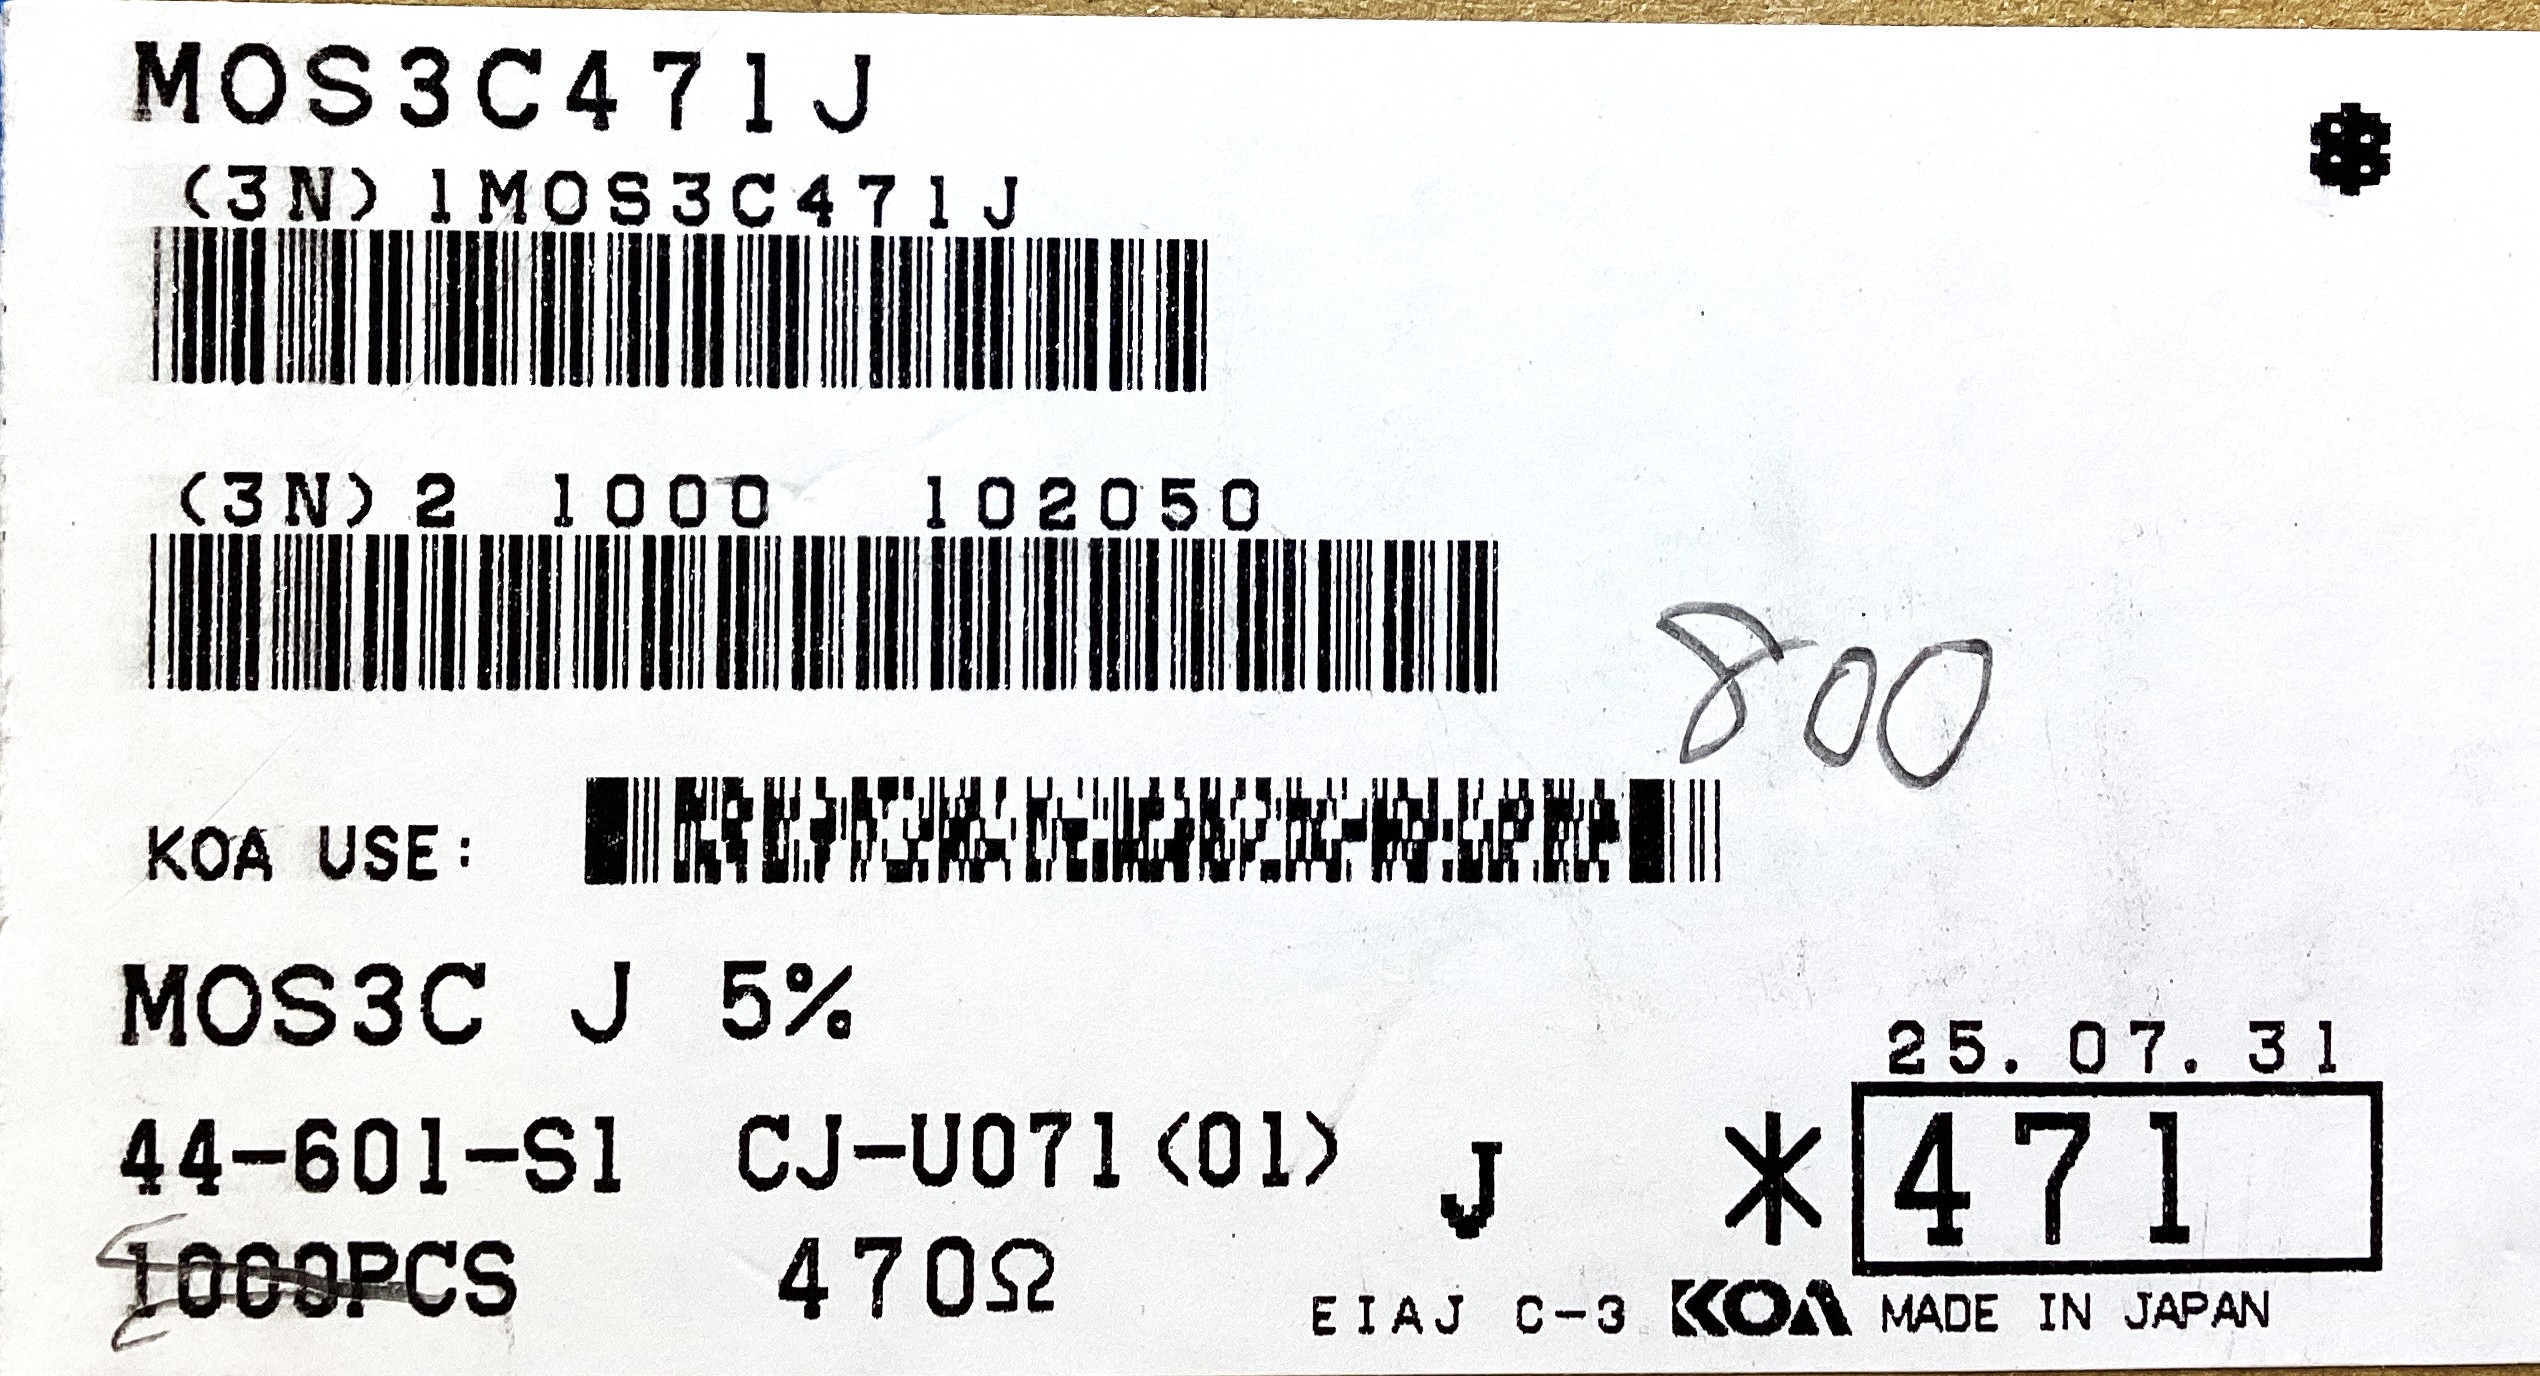 MOS3C471J
(3N)1MOS3C471J
(3N)2 1000 102050
800
KOA USE:
MOS3C J 5%
25.07.31
44-601-S1 CJ-U071(01) J *471
1000PCS 470Ω
EIAJ C-3 KOA MADE IN JAPAN